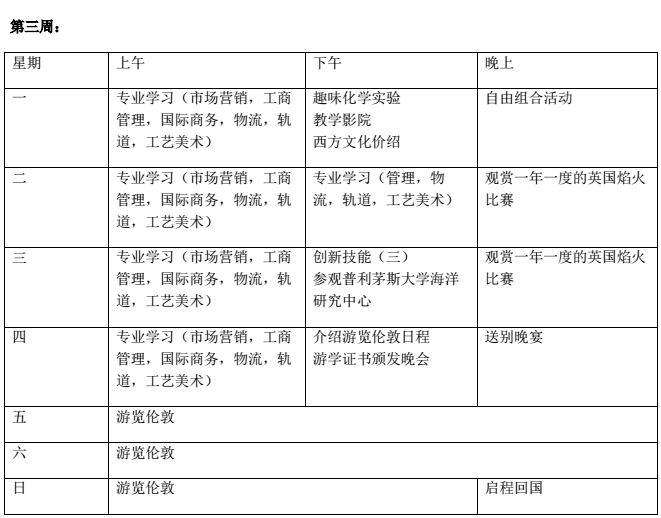 第三周：
星期 上午 下午 晚上
一 专业学习（市场营销，工商 趣味化学实验 自由组合活动
管理，国际商务，物流，轨 教学影院
道，工艺美术） 西方文化价绍
二 专业学习（市场营销，工商 专业学习（管理，物 观赏一年一度的英国焰火
管理，国际商务，物流，轨 流，轨道，工艺美术） 比赛
道，工艺美术）
三 专业学习（市场营销，工商 创新技能（三） 观赏一年一度的英国焰火
管理，国际商务，物流，轨 参观普利茅斯大学海洋 比赛
道，工艺美术） 研究中心
四 专业学习（市场营销，工商 介绍游览伦敦日程 送别晚宴
管理，国际商务，物流，轨 游学证书颁发晚会
道，工艺美术）
五 游览伦敦
六 游览伦敦
日 游览伦敦 启程回国